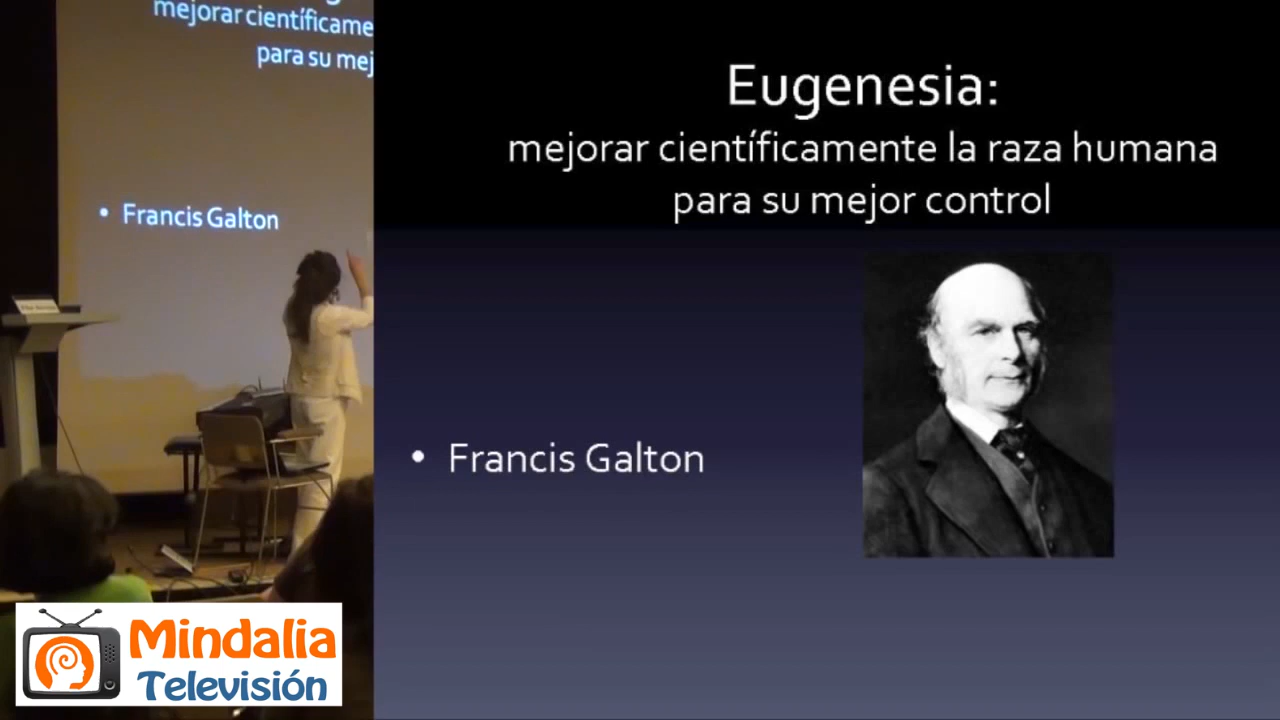 mejorar científicame
para su mej
• Francis Galton
Eugenesia:
mejorar científicamente la raza humana
para su mejor control
• Francis Galton
Mindalia
Televisión